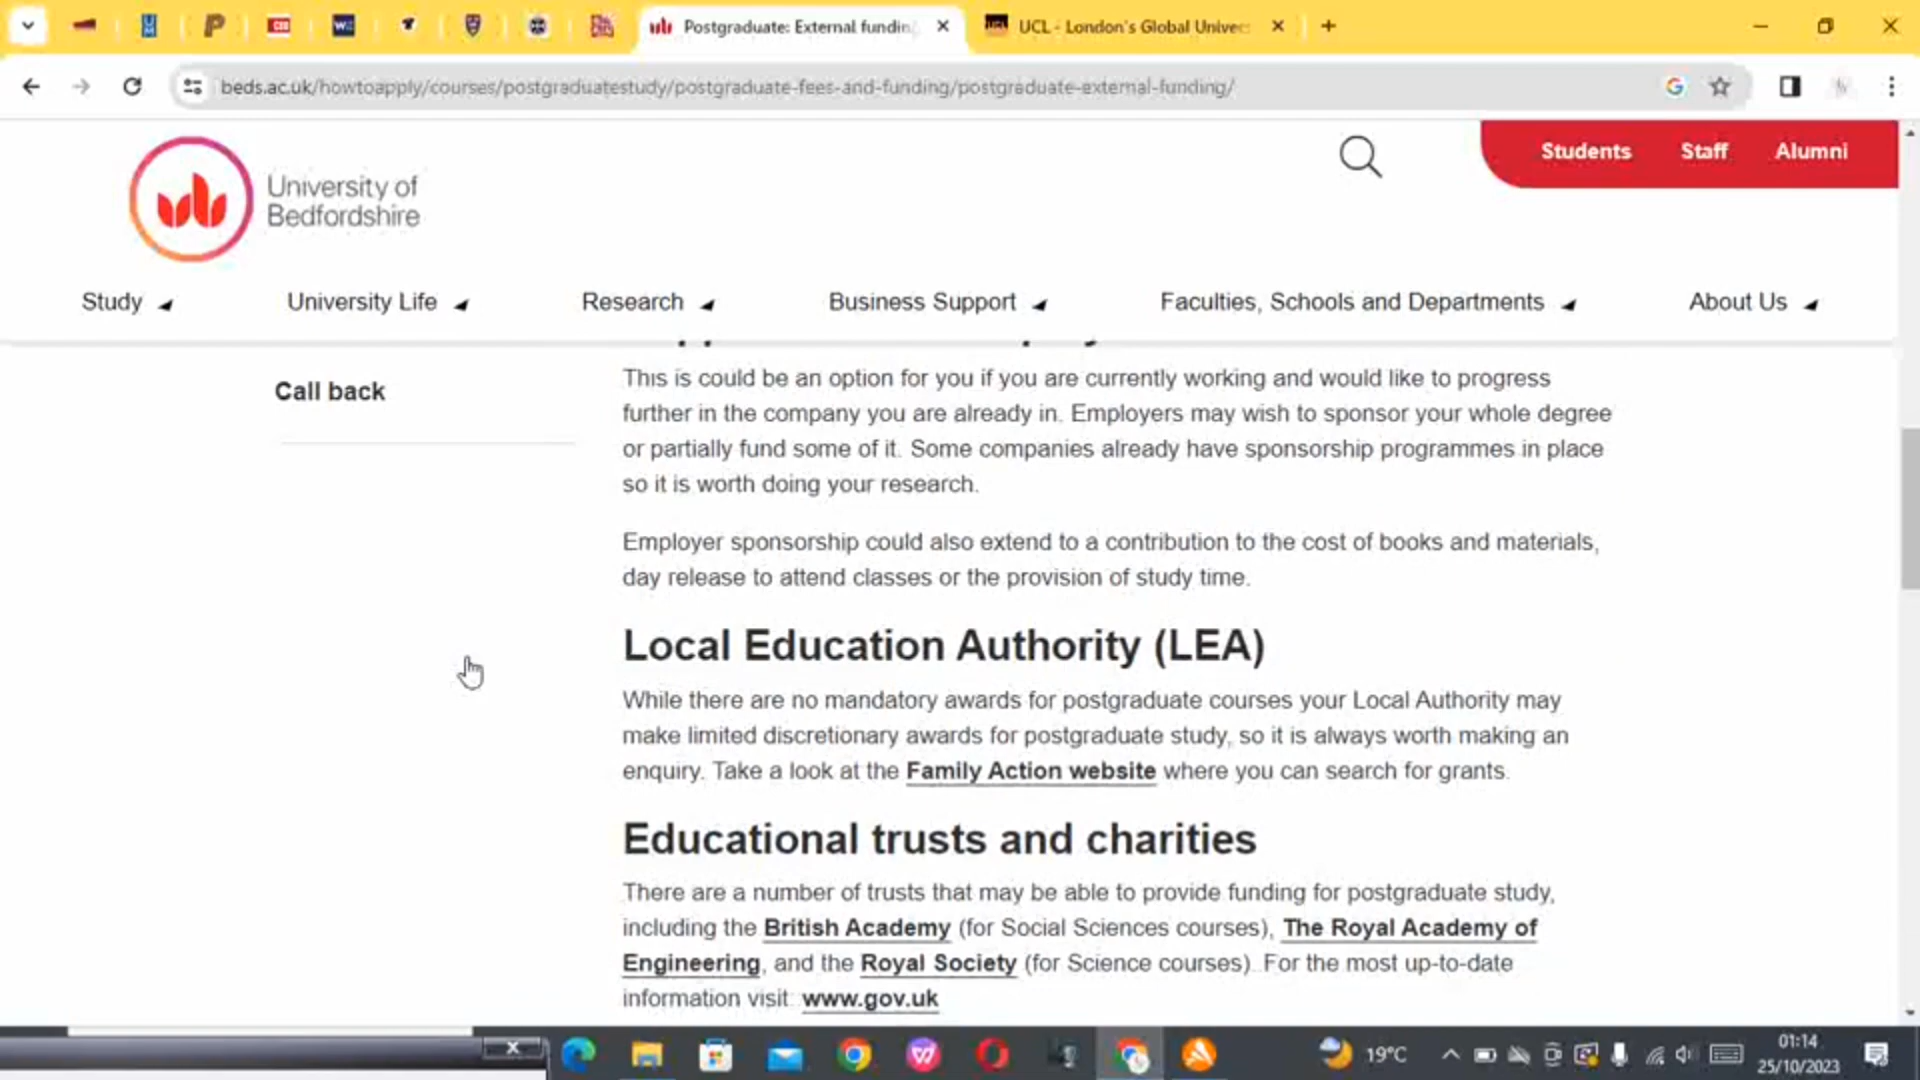 Postgraduate: External fundin
UCL - London's Global Univer
beds.ac.uk/howtoapply/courses/postgraduatestudy/postgraduate-fees-and-funding/postgraduate-external-funding/
Students Staff Alumni
University of
Bedfordshire
Study University Life Research Business Support Faculties, Schools and Departments About Us
Call back
This is could be an option for you if you are currently working and would like to progress
further in the company you are already in. Employers may wish to sponsor your whole degree
or partially fund some of it. Some companies already have sponsorship programmes in place
so it is worth doing your research.
Employer sponsorship could also extend to a contribution to the cost of books and materials,
day release to attend classes or the provision of study time.
Local Education Authority (LEA)
While there are no mandatory awards for postgraduate courses your Local Authority may
make limited discretionary awards for postgraduate study, so it is always worth making an
enquiry. Take a look at the Family Action website where you can search for grants.
Educational trusts and charities
There are a number of trusts that may be able to provide funding for postgraduate study,
including the British Academy (for Social Sciences courses), The Royal Academy of
Engineering, and the Royal Society (for Science courses). For the most up-to-date
information visit: www.gov.uk
19°C
01:14
25/10/2023